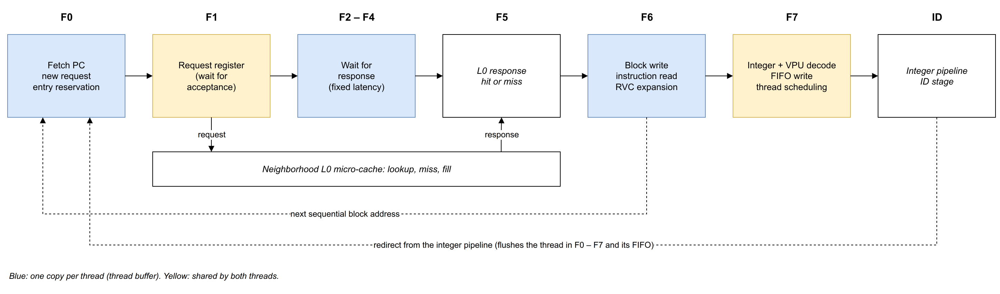 F0
F1
F2 – F4
F5
F6
F7
ID
Fetch PC
new request
entry reservation
Request register
(wait for
acceptance)
Wait for
response
(fixed latency)
L0 response
hit or miss
Block write
instruction read
RVC expansion
Integer + VPU decode
FIFO write
thread scheduling
Integer pipeline
ID stage
request
response
Neighborhood L0 micro-cache: lookup, miss, fill
next sequential block address
redirect from the integer pipeline (flushes the thread in F0 – F7 and its FIFO)
Blue: one copy per thread (thread buffer). Yellow: shared by both threads.